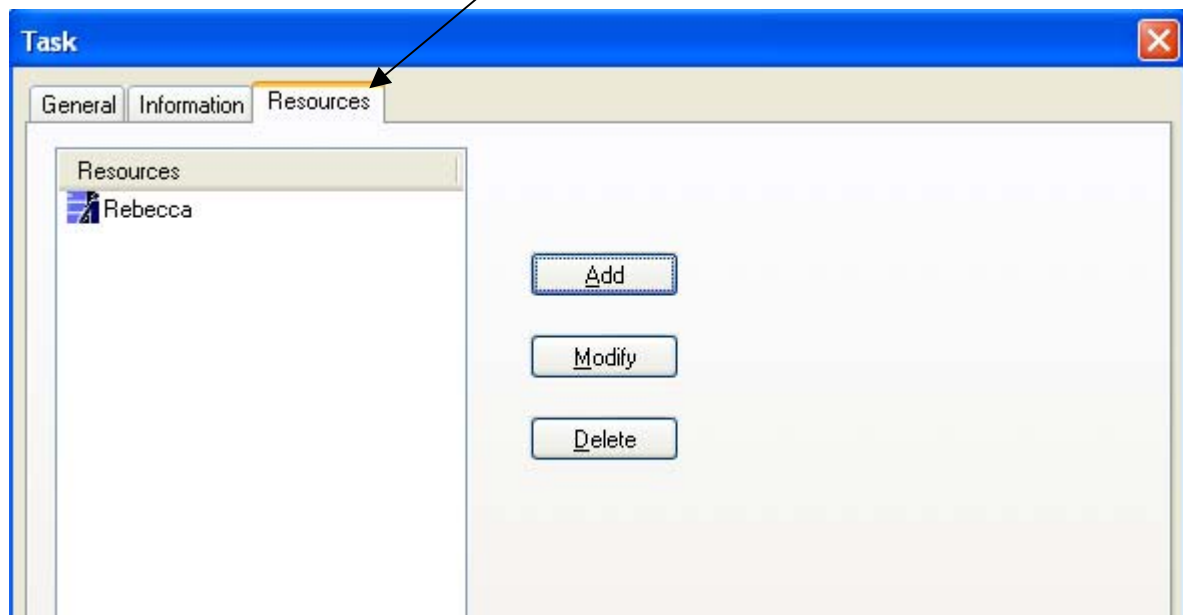 Task
General Information Resources
Resources
Rebecca
Add
Modify
Delete